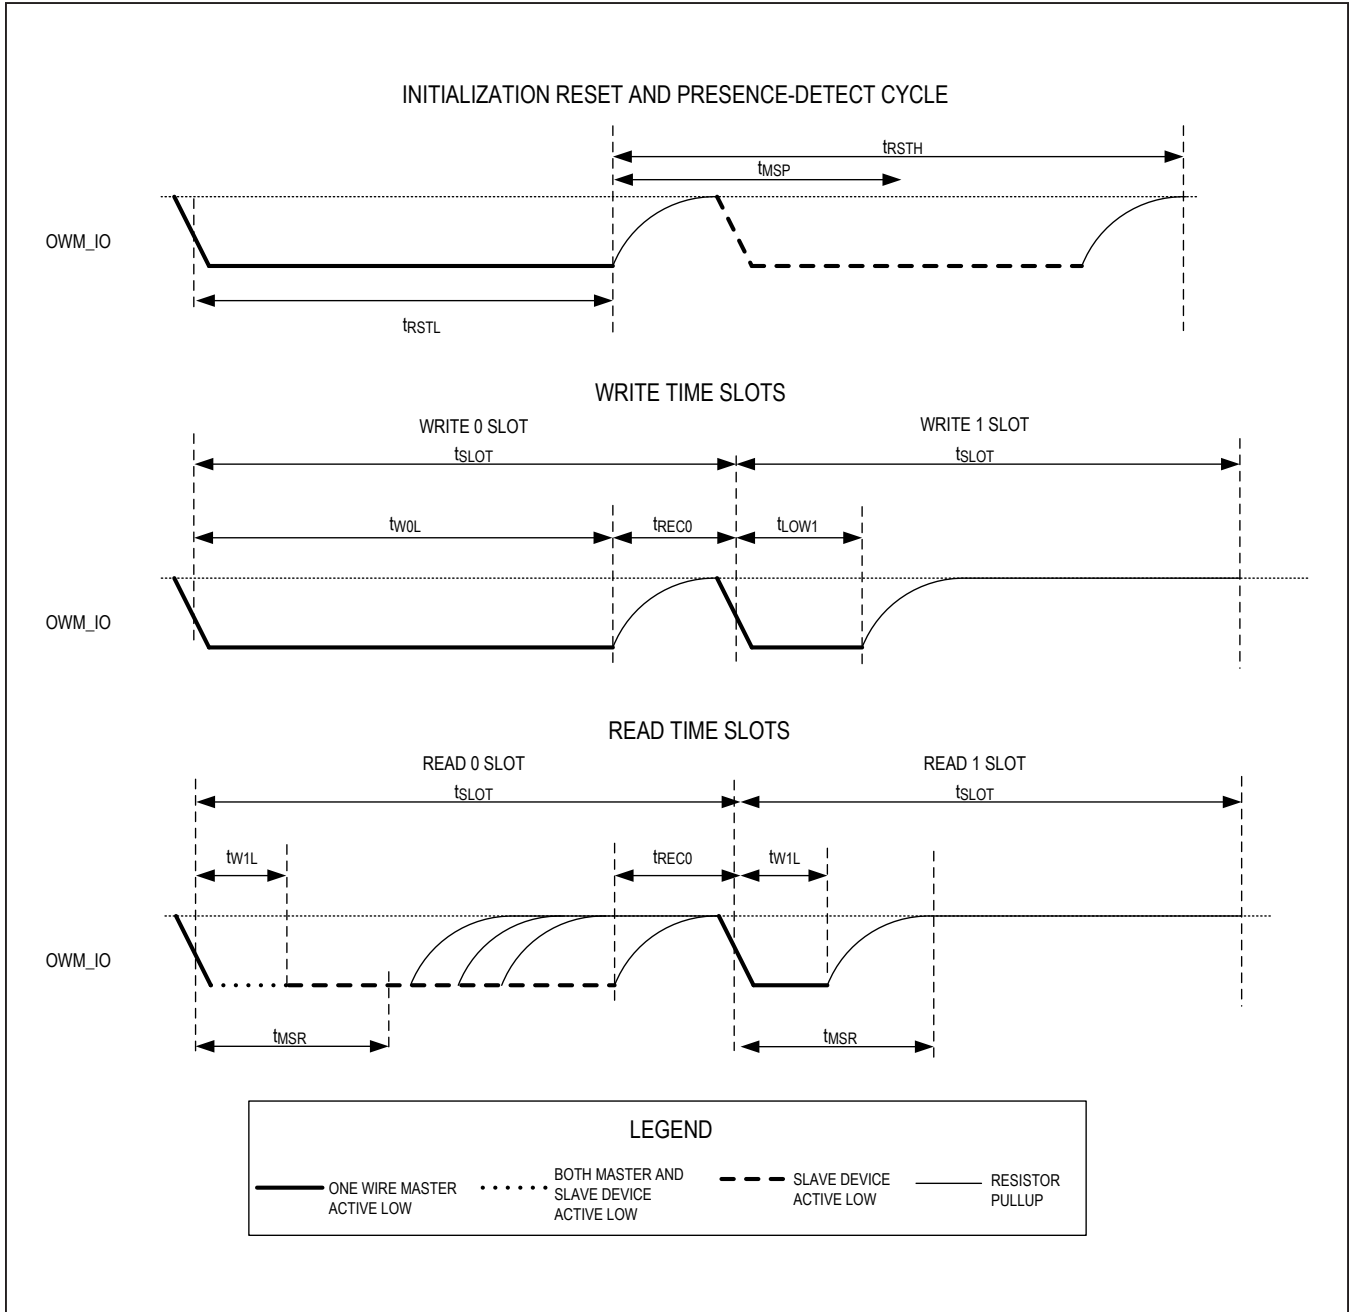 INITIALIZATION RESET AND PRESENCE-DETECT CYCLE
tRSTH
tMSP
OWM_IO
tRSTL
WRITE TIME SLOTS
WRITE 0 SLOT
WRITE 1 SLOT
tSLOT
tSLOT
tW0L
tREC0
tLOW1
OWM_IO
READ TIME SLOTS
READ 0 SLOT
READ 1 SLOT
tSLOT
tSLOT
tW1L
tREC0
tW1L
OWM_IO
tMSR
tMSR
LEGEND
ONE WIRE MASTER
ACTIVE LOW
BOTH MASTER AND
SLAVE DEVICE
ACTIVE LOW
SLAVE DEVICE
ACTIVE LOW
RESISTOR
PULLUP